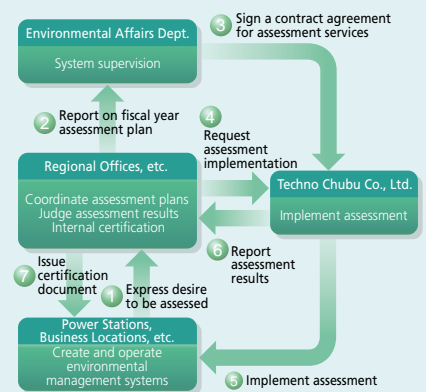 3 Sign a contract agreement
for assessment services
Environmental Affairs Dept.
System supervision
2 Report on fiscal year
assessment plan
4
Request
assessment
implementation
Regional Offices, etc.
Coordinate assessment plans
Judge assessment results
Internal certification
Techno Chubu Co., Ltd.
Implement assessment
6 Report
assessment
results
7 Issue
certification
document
1 Express desire
to be assessed
Power Stations,
Business Locations, etc.
Create and operate
environmental
management systems
5 Implement assessment